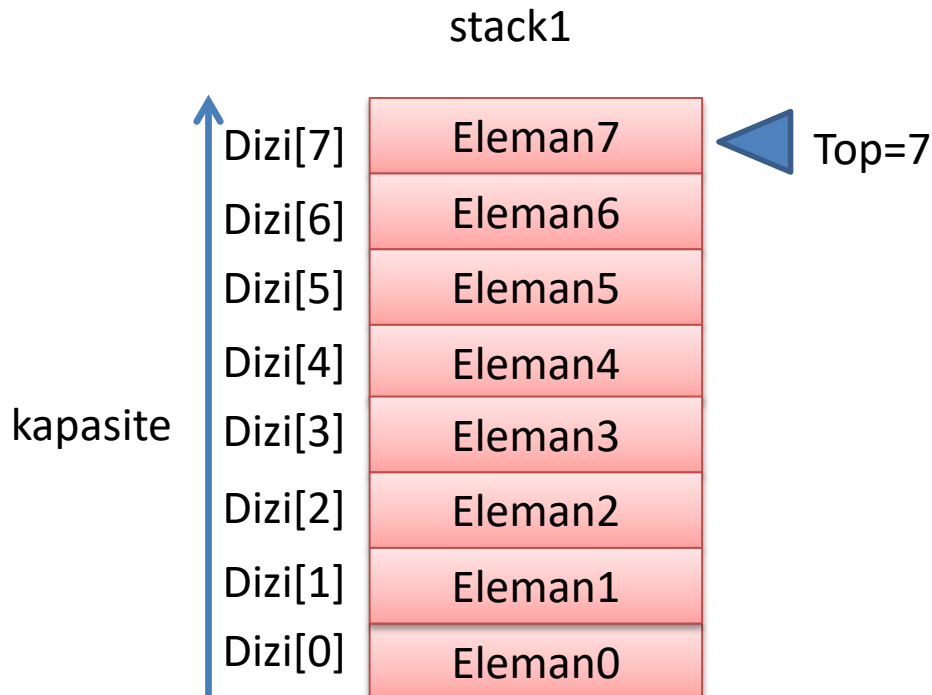 stack1
Dizi[7] Eleman7 Top=7
Dizi[6] Eleman6
Dizi[5] Eleman5
Dizi[4] Eleman4
kapasite Dizi[3] Eleman3
Dizi[2] Eleman2
Dizi[1] Eleman1
Dizi[0] Eleman0